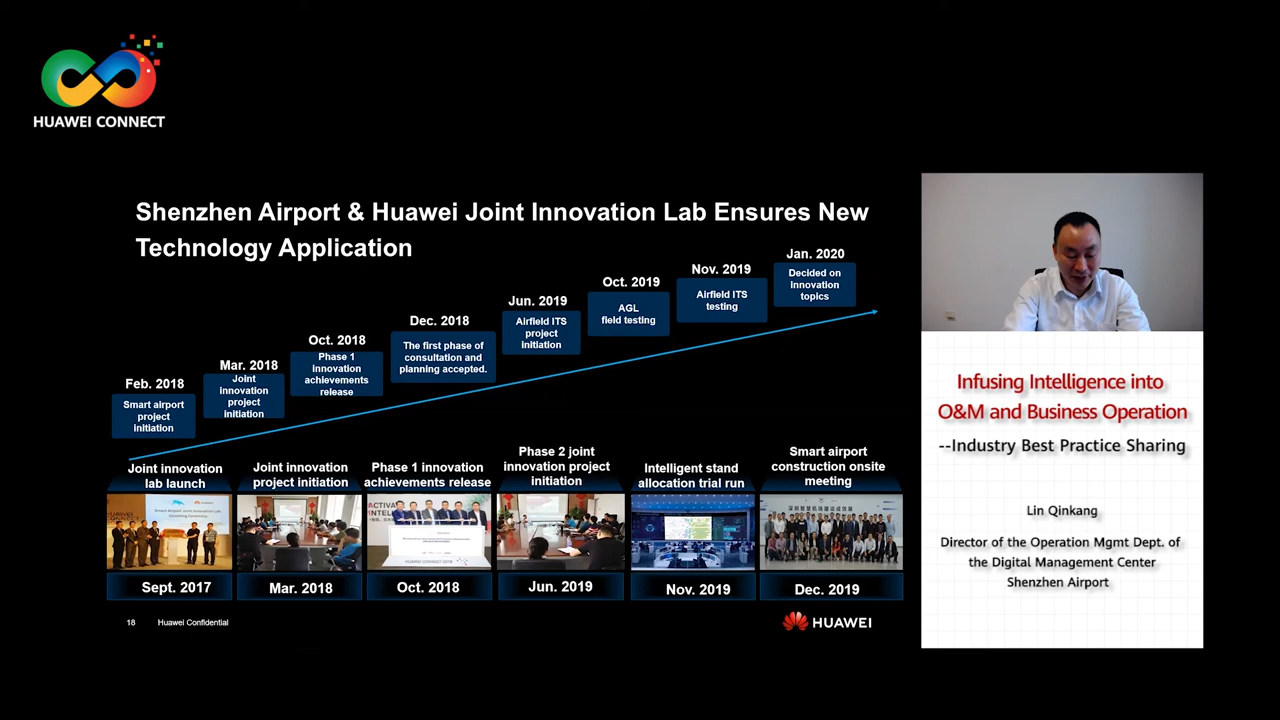 HUAWEI CONNECT
Shenzhen Airport & Huawei Joint Innovation Lab Ensures New
Technology Application
Feb. 2018
Smart airport
project
initiation
Mar. 2018
Joint
innovation
project
initiation
Oct. 2018
Phase 1
innovation
achievements
release
Dec. 2018
The first phase of
consultation and
planning accepted.
Jun. 2019
Airfield ITS
project
initiation
Oct. 2019
AGL
field testing
Nov. 2019
Airfield ITS
testing
Jan. 2020
Decided on
Innovation
topics
Joint innovation
lab launch
Sept. 2017
Joint innovation
project initiation
Mar. 2018
Phase 1 innovation
achievements release
Oct. 2018
Phase 2 joint
innovation project
initiation
Jun. 2019
Intelligent stand
allocation trial run
Nov. 2019
Smart airport
construction onsite
meeting
Dec. 2019
18
Huawei Confidential
HUAWEI
Infusing Intelligence into
O&M and Business Operation
--Industry Best Practice Sharing
Lin Qinkang
Director of the Operation Mgmt Dept. of
the Digital Management Center
Shenzhen Airport